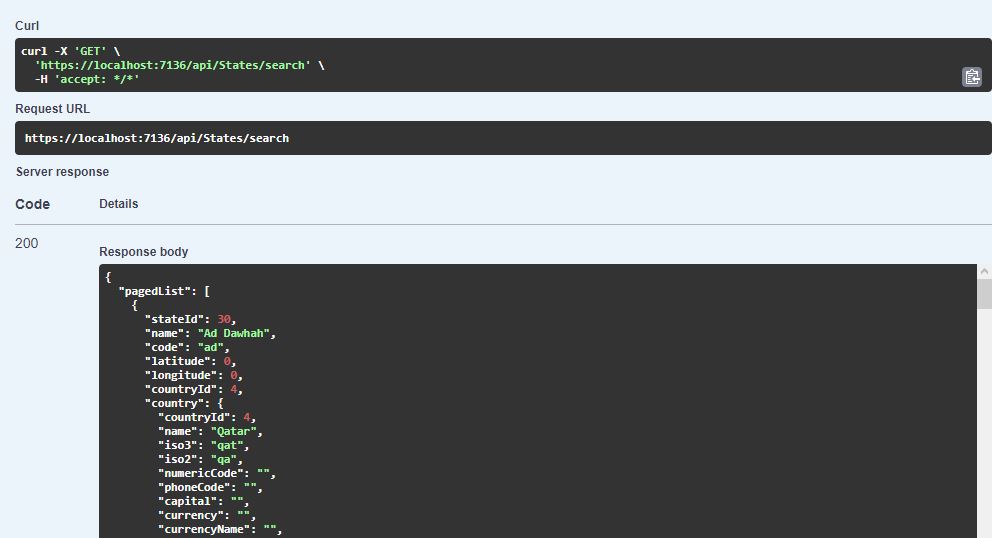 Curl
curl -X 'GET' \
  'https://localhost:7136/api/States/search' \
  -H 'accept: */*'
Request URL
https://localhost:7136/api/States/search
Server response
Code Details
200
Response body
{
  "pagedList": [
    {
      "stateId": 30,
      "name": "Ad Dawhah",
      "code": "ad",
      "latitude": 0,
      "longitude": 0,
      "countryId": 4,
      "country": {
        "countryId": 4,
        "name": "Qatar",
        "iso3": "qat",
        "iso2": "qa",
        "numericCode": "",
        "phoneCode": "",
        "capital": "",
        "currency": "",
        "currencyName": "",